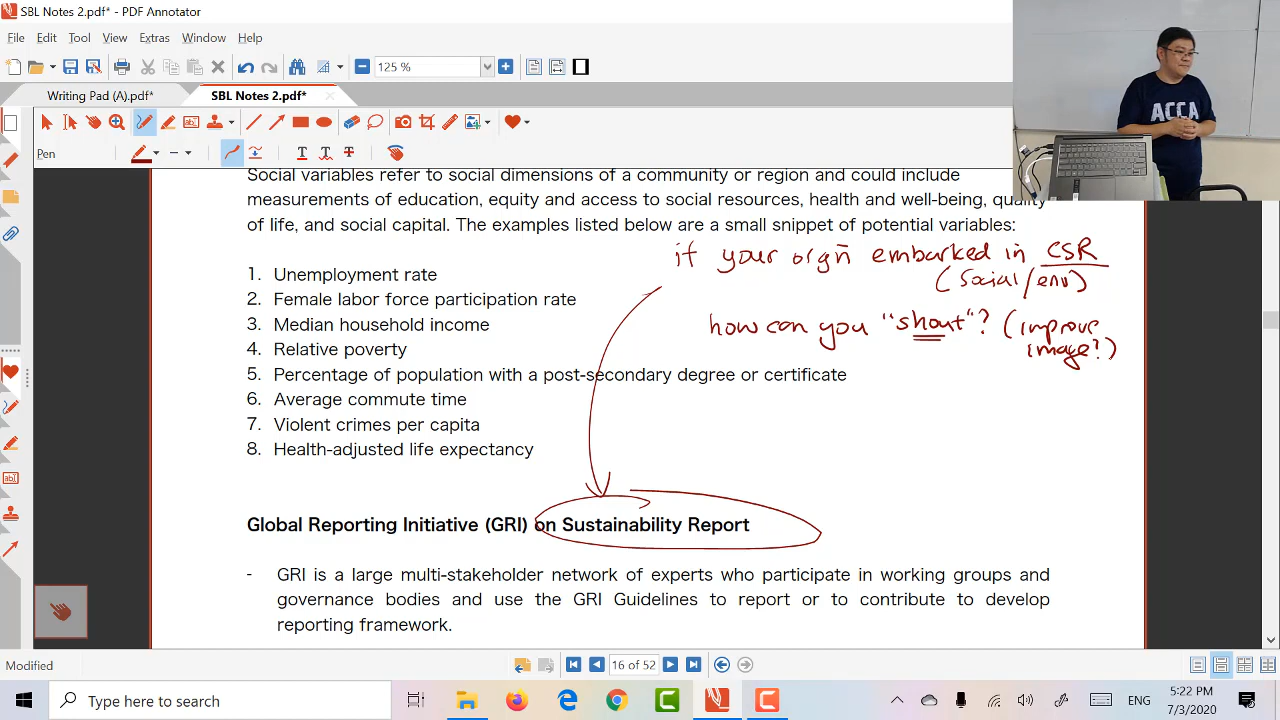 SBL Notes 2.pdf* - PDF Annotator
File Edit Tool View Extras Window Help
125 %
Writing Pad (A).pdf* SBL Notes 2.pdf*
Pen
ACCA
Social variables refer to social dimensions of a community or region and could include
measurements of education, equity and access to social resources, health and well-being, quality
of life, and social capital. The examples listed below are a small snippet of potential variables:
if your orgn̄ embarked in CSR
(social/env)
1. Unemployment rate
2. Female labor force participation rate
3. Median household income
4. Relative poverty
5. Percentage of population with a post-secondary degree or certificate
6. Average commute time
7. Violent crimes per capita
8. Health-adjusted life expectancy
how can you "shout"? (improve
image?)
Global Reporting Initiative (GRI) on Sustainability Report
- GRI is a large multi-stakeholder network of experts who participate in working groups and
governance bodies and use the GRI Guidelines to report or to contribute to develop
reporting framework.
Modified
16 of 52
Type here to search
ENG
5:22 PM
7/3/2020